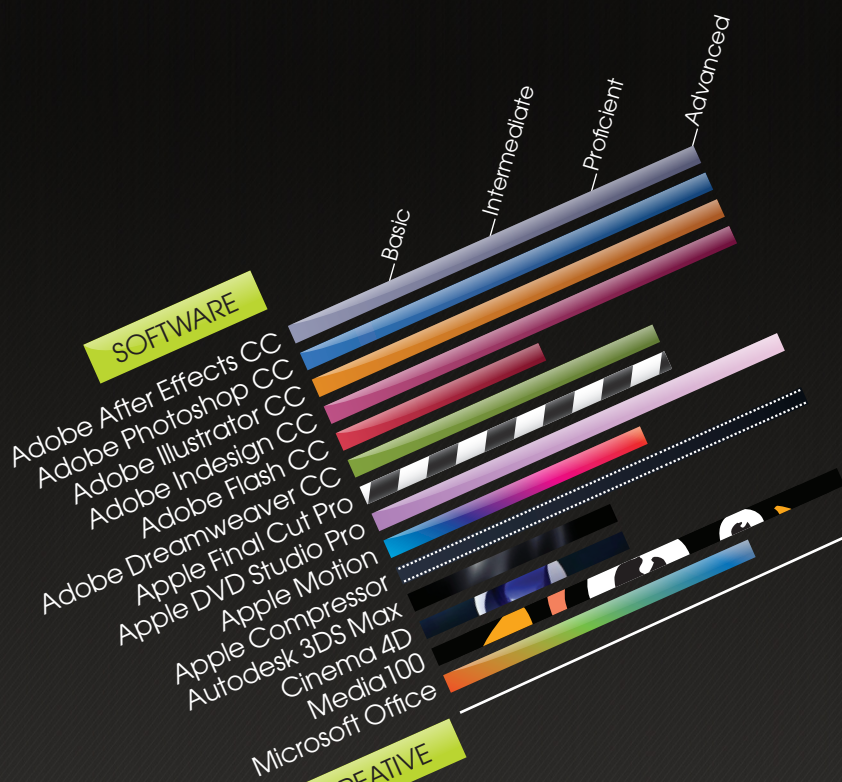 Basic
Intermediate
Proficient
Advanced
SOFTWARE
Adobe After Effects CC
Adobe Photoshop CC
Adobe Illustrator CC
Adobe Indesign CC
Adobe Flash CC
Adobe Dreamweaver CC
Apple Final Cut Pro
Apple DVD Studio Pro
Apple Motion
Apple Compressor
Autodesk 3DS Max
Cinema 4D
Media100
Microsoft Office